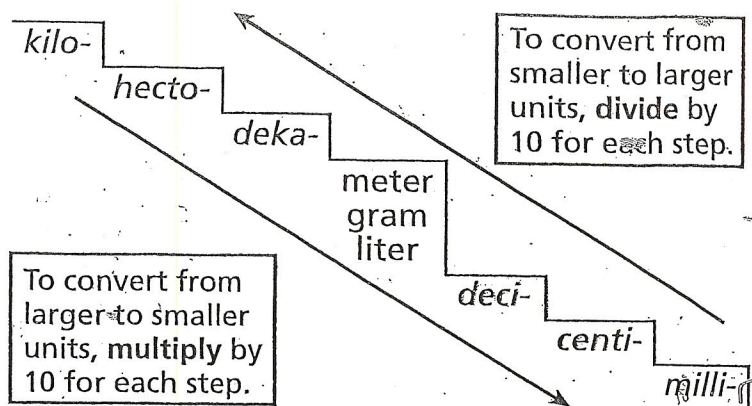 kilo-
hecto-
deka-
meter
gram
liter
deci-
centi-
milli-
To convert from
smaller to larger
units, divide by
10 for each step.
To convert from
larger to smaller
units, multiply by
10 for each step.